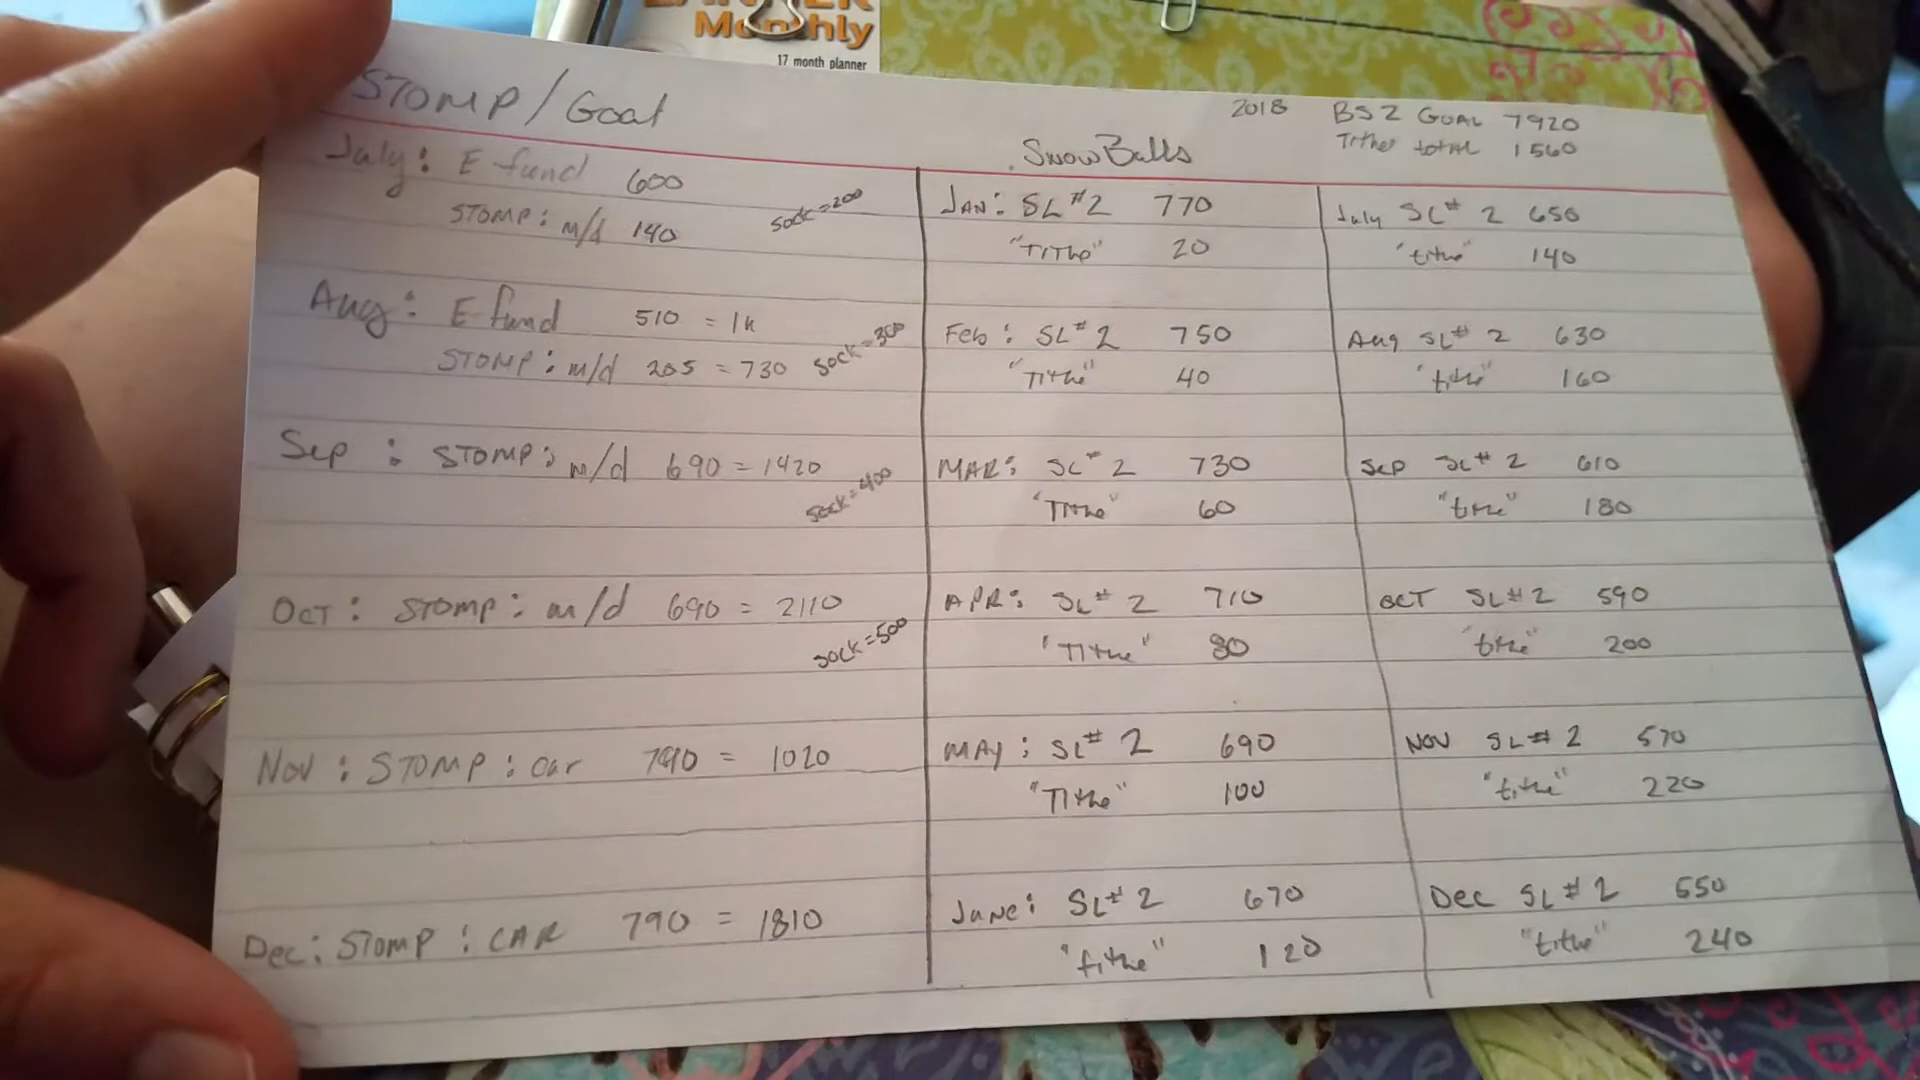 Monthly
17 month planner
STOMP/Goal
2018 BS2 GOAL 7920
Tithes total 1560
SnowBalls
July: E fund 600
STOMP: m/d 140
sock=200
Aug: E-fund 510 = 1k
STOMP: m/d 205 = 730
sock=300
Sep: STOMP: m/d 690 = 1420
sock=400
Oct: STOMP: m/d 690 = 2110
sock=500
Nov: STOMP: car 790 = 1020
Dec: STOMP: CAR 790 = 1810
JAN: SL #2 770
"Tithe" 20
Feb: SL #2 750
"Tithe" 40
MAR: SL #2 730
"Tithe" 60
APR: SL #2 710
"Tithe" 80
MAY: SL #2 690
"Tithe" 100
June: SL #2 670
"tithe" 120
July SL #2 650
"tithe" 140
Aug SL #2 630
"tithe" 160
Sep SL #2 610
"tithe" 180
OCT SL #2 590
"tithe" 200
NOV SL #2 570
"tithe" 220
Dec SL #2 550
"tithe" 240